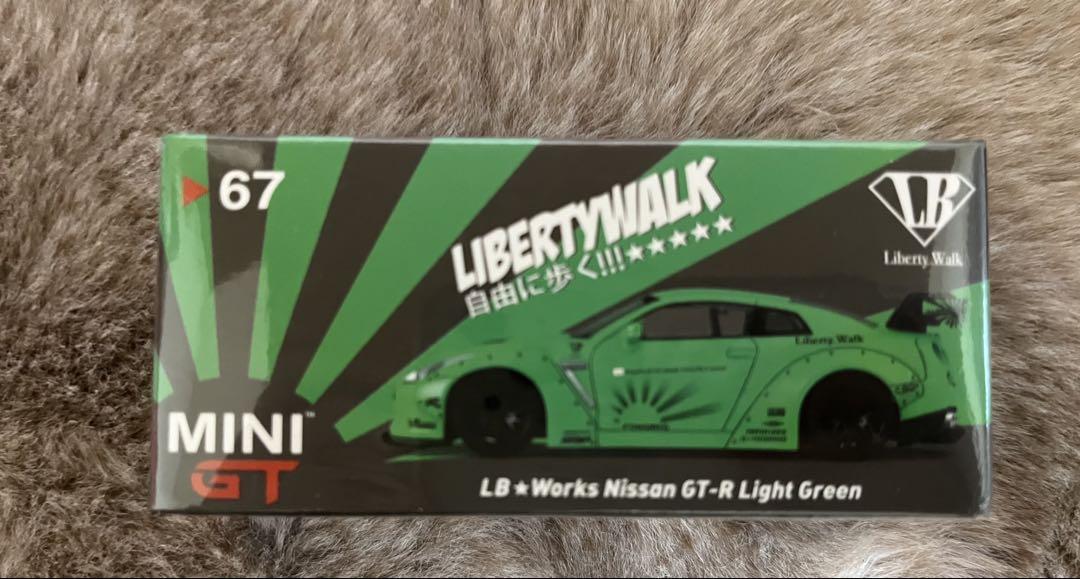 67
LIBERTYWALK
自由に歩く!!!★★★★★
LB
Liberty Walk
Liberty Walk
MINI™
GT
LB★Works Nissan GT-R Light Green